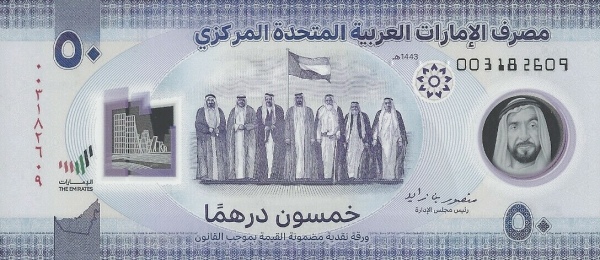 ٥٠
مصرف الإمارات العربية المتحدة المركزي
1443هـ
003182609
٠٠٣١٨٢٦٠٩
الإمارات
THE EMIRATES
منصور بن زايد
رئيس مجلس الإدارة
خمسون درهمًا
ورقة نقدية مضمونة القيمة بموجب القانون
٥٠